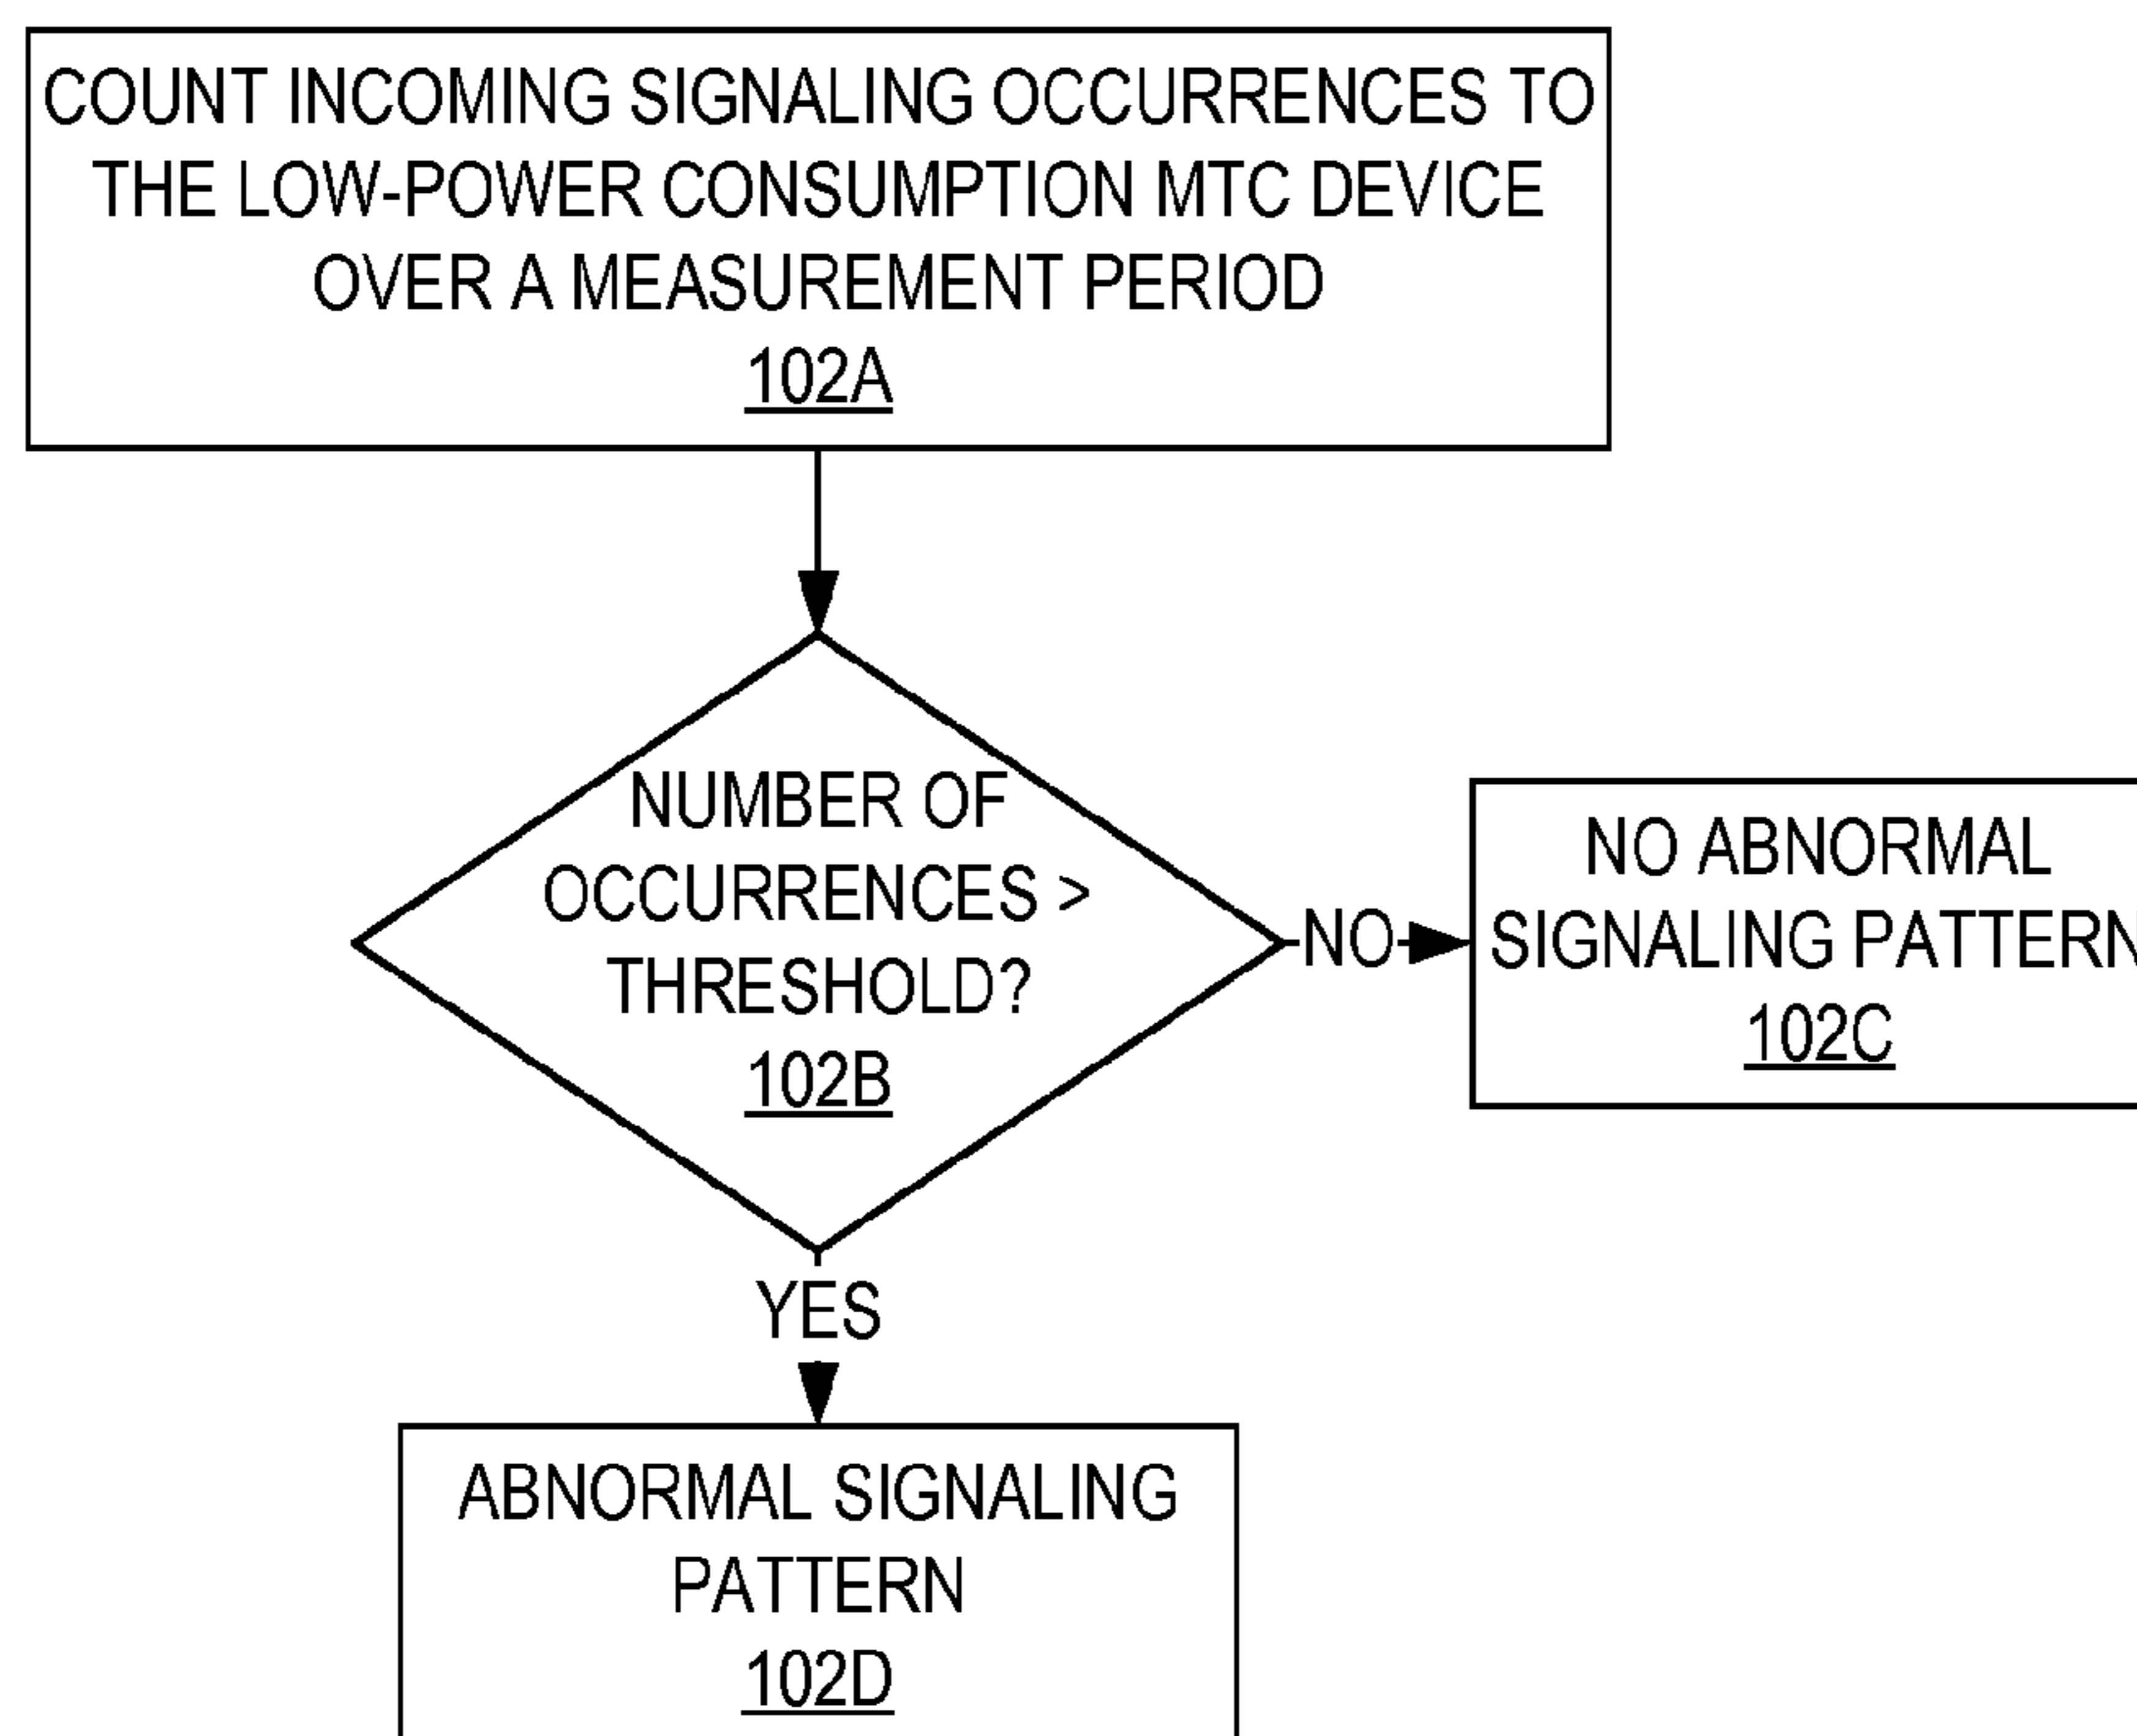 COUNT INCOMING SIGNALING OCCURRENCES TO
THE LOW-POWER CONSUMPTION MTC DEVICE
OVER A MEASUREMENT PERIOD
102A
NUMBER OF
OCCURRENCES >
THRESHOLD?
102B
NO
NO ABNORMAL
SIGNALING PATTERN
102C
YES
ABNORMAL SIGNALING
PATTERN
102D